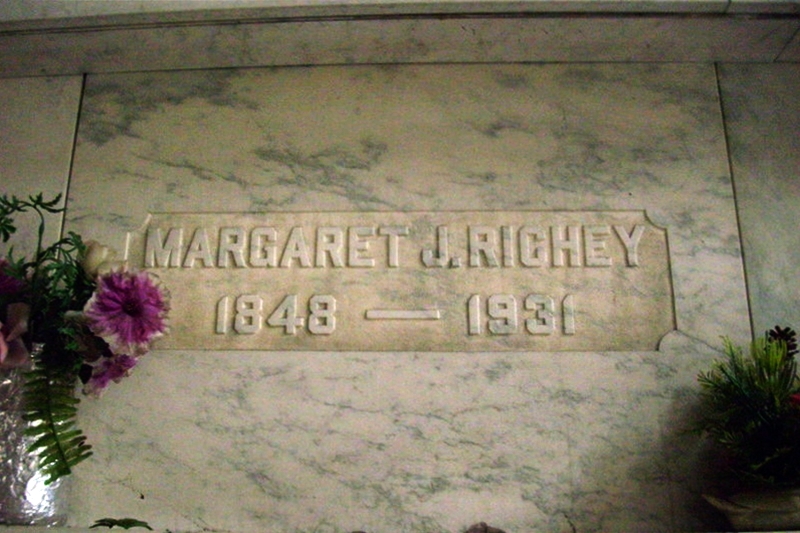 MARGARET J. RICHEY
1848 — 1931